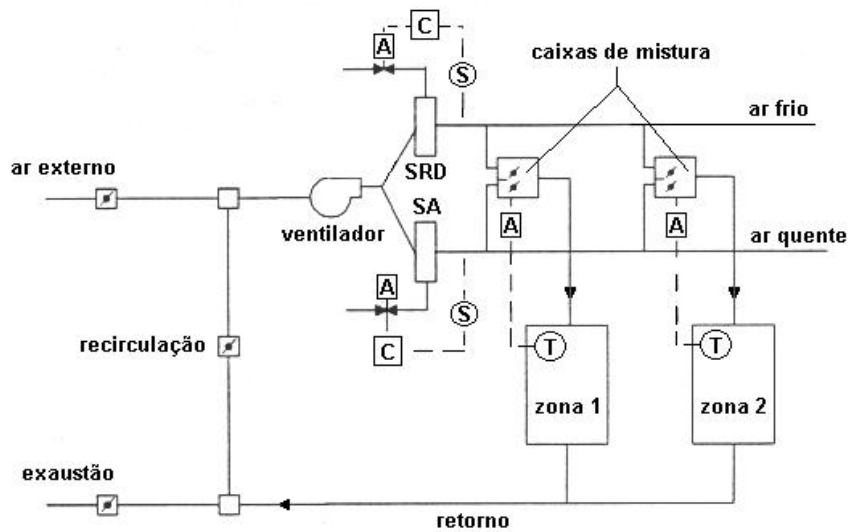 C
A
S
caixas de mistura
ar frio
SRD
ar externo
SA
ventilador
A
A
ar quente
A
S
C
T
T
recirculação
zona 1
zona 2
exaustão
retorno